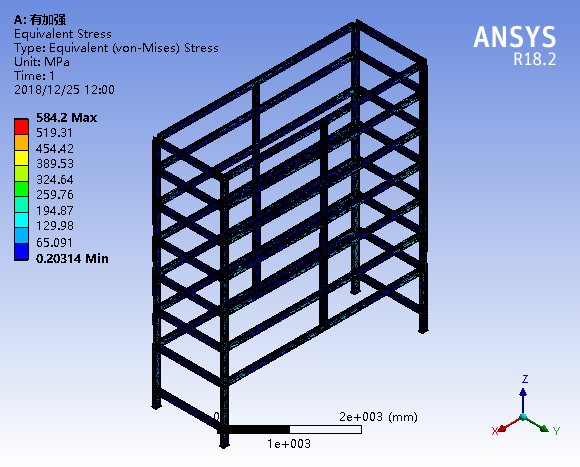 A: 有加强
Equivalent Stress
Type: Equivalent (von-Mises) Stress
Unit: MPa
Time: 1
2018/12/25 12:00
ANSYS
R18.2
584.2 Max
519.31
454.42
389.53
324.64
259.76
194.87
129.98
65.091
0.20314 Min
0
2e+003 (mm)
1e+003
Z
X
Y